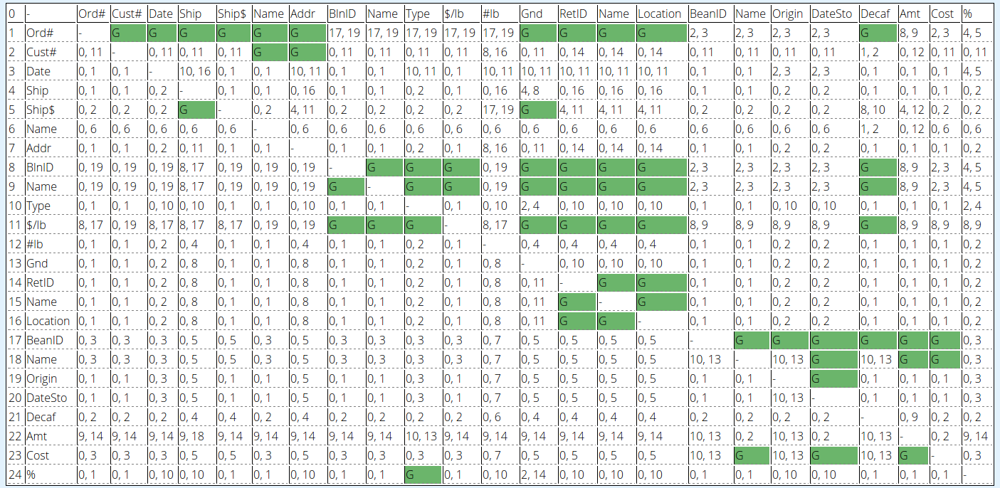 0 - Ord# Cust# Date Ship Ship$ Name Addr BlnID Name Type $/lb #lb Gnd RetID Name Location BeanID Name Origin DateSto Decaf Amt Cost %
1 Ord# - G G G G G G 17, 19 17, 19 17, 19 17, 19 17, 19 G G G G 2, 3 2, 3 2, 3 2, 3 G 8, 9 2, 3 4, 5
2 Cust# 0, 11 - 0, 11 0, 11 0, 11 G G 0, 11 0, 11 0, 11 0, 11 8, 16 0, 11 0, 14 0, 14 0, 14 0, 11 0, 11 0, 11 0, 11 1, 2 0, 12 0, 11 0, 11
3 Date 0, 1 0, 1 - 10, 16 0, 1 0, 1 10, 11 0, 1 0, 1 10, 11 0, 1 10, 11 10, 11 10, 11 10, 11 10, 11 0, 1 0, 1 2, 3 2, 3 0, 1 0, 1 0, 1 4, 5
4 Ship 0, 1 0, 1 0, 2 - 0, 1 0, 1 0, 16 0, 1 0, 1 0, 2 0, 1 0, 16 4, 8 0, 16 0, 16 0, 16 0, 1 0, 1 0, 2 0, 2 0, 1 0, 1 0, 1 0, 2
5 Ship$ 0, 2 0, 2 0, 2 G - 0, 2 4, 11 0, 2 0, 2 0, 2 0, 2 17, 19 G 4, 11 4, 11 4, 11 0, 2 0, 2 0, 2 0, 2 8, 10 4, 12 0, 2 0, 2
6 Name 0, 6 0, 6 0, 6 0, 6 0, 6 - 0, 6 0, 6 0, 6 0, 6 0, 6 0, 6 0, 6 0, 6 0, 6 0, 6 0, 6 0, 6 0, 6 0, 6 1, 2 0, 12 0, 6 0, 6
7 Addr 0, 1 0, 1 0, 2 0, 11 0, 1 0, 1 - 0, 1 0, 1 0, 2 0, 1 8, 16 0, 11 0, 14 0, 14 0, 14 0, 1 0, 1 0, 2 0, 2 0, 1 0, 1 0, 1 0, 2
8 BlnID 0, 19 0, 19 0, 19 8, 17 0, 19 0, 19 0, 19 - G G G 0, 19 G G G G 2, 3 2, 3 2, 3 2, 3 G 8, 9 2, 3 4, 5
9 Name 0, 19 0, 19 0, 19 8, 17 0, 19 0, 19 0, 19 G - G G 0, 19 G G G G 2, 3 2, 3 2, 3 2, 3 G 8, 9 2, 3 4, 5
10 Type 0, 1 0, 1 0, 10 0, 10 0, 1 0, 1 0, 10 0, 1 0, 1 - 0, 1 0, 10 2, 4 0, 10 0, 10 0, 10 0, 1 0, 1 0, 10 0, 10 0, 1 0, 1 0, 1 2, 4
11 $/lb 8, 17 0, 19 8, 17 8, 17 8, 17 0, 19 0, 19 G G G - 8, 17 G G G G 8, 9 8, 9 8, 9 8, 9 G 8, 9 8, 9 8, 9
12 #lb 0, 1 0, 1 0, 2 0, 4 0, 1 0, 1 0, 4 0, 1 0, 1 0, 2 0, 1 - 0, 4 0, 4 0, 4 0, 4 0, 1 0, 1 0, 2 0, 2 0, 1 0, 1 0, 1 0, 2
13 Gnd 0, 1 0, 1 0, 2 0, 8 0, 1 0, 1 0, 8 0, 1 0, 1 0, 2 0, 1 0, 8 - 0, 10 0, 10 0, 10 0, 1 0, 1 0, 2 0, 2 0, 1 0, 1 0, 1 0, 2
14 RetID 0, 1 0, 1 0, 2 0, 8 0, 1 0, 1 0, 8 0, 1 0, 1 0, 2 0, 1 0, 8 0, 11 - G G 0, 1 0, 1 0, 2 0, 2 0, 1 0, 1 0, 1 0, 2
15 Name 0, 1 0, 1 0, 2 0, 8 0, 1 0, 1 0, 8 0, 1 0, 1 0, 2 0, 1 0, 8 0, 11 G - G 0, 1 0, 1 0, 2 0, 2 0, 1 0, 1 0, 1 0, 2
16 Location 0, 1 0, 1 0, 2 0, 8 0, 1 0, 1 0, 8 0, 1 0, 1 0, 2 0, 1 0, 8 0, 11 G G - 0, 1 0, 1 0, 2 0, 2 0, 1 0, 1 0, 1 0, 2
17 BeanID 0, 3 0, 3 0, 3 0, 5 0, 5 0, 3 0, 5 0, 3 0, 3 0, 3 0, 3 0, 7 0, 5 0, 5 0, 5 0, 5 - G G G G G G 0, 3
18 Name 0, 3 0, 3 0, 3 0, 5 0, 5 0, 3 0, 5 0, 3 0, 3 0, 3 0, 3 0, 7 0, 5 0, 5 0, 5 0, 5 10, 13 - 10, 13 G 10, 13 G G 0, 3
19 Origin 0, 1 0, 1 0, 3 0, 5 0, 1 0, 1 0, 5 0, 1 0, 1 0, 3 0, 1 0, 7 0, 5 0, 5 0, 5 0, 5 0, 1 0, 1 - G 0, 1 0, 1 0, 1 0, 3
20 DateSto 0, 1 0, 1 0, 3 0, 5 0, 1 0, 1 0, 5 0, 1 0, 1 0, 3 0, 1 0, 7 0, 5 0, 5 0, 5 0, 5 0, 1 0, 1 10, 13 - 0, 1 0, 1 0, 1 0, 3
21 Decaf 0, 2 0, 2 0, 2 0, 4 0, 4 0, 2 0, 4 0, 2 0, 2 0, 2 0, 2 0, 6 0, 4 0, 4 0, 4 0, 4 0, 2 0, 2 0, 2 0, 2 - 0, 9 0, 2 0, 2
22 Amt 9, 14 9, 14 9, 14 9, 18 9, 14 9, 14 9, 14 9, 14 9, 14 10, 13 9, 14 9, 14 9, 14 9, 14 9, 14 9, 14 10, 13 0, 2 10, 13 0, 2 10, 13 - 0, 2 9, 14
23 Cost 0, 3 0, 3 0, 3 0, 5 0, 5 0, 3 0, 5 0, 3 0, 3 0, 3 0, 3 0, 7 0, 5 0, 5 0, 5 0, 5 10, 13 G 10, 13 G 10, 13 G - 0, 3
24 % 0, 1 0, 1 0, 10 0, 10 0, 1 0, 1 0, 10 0, 1 0, 1 G 0, 1 0, 10 2, 14 0, 10 0, 10 0, 10 0, 1 0, 1 0, 10 0, 10 0, 1 0, 1 0, 1 -